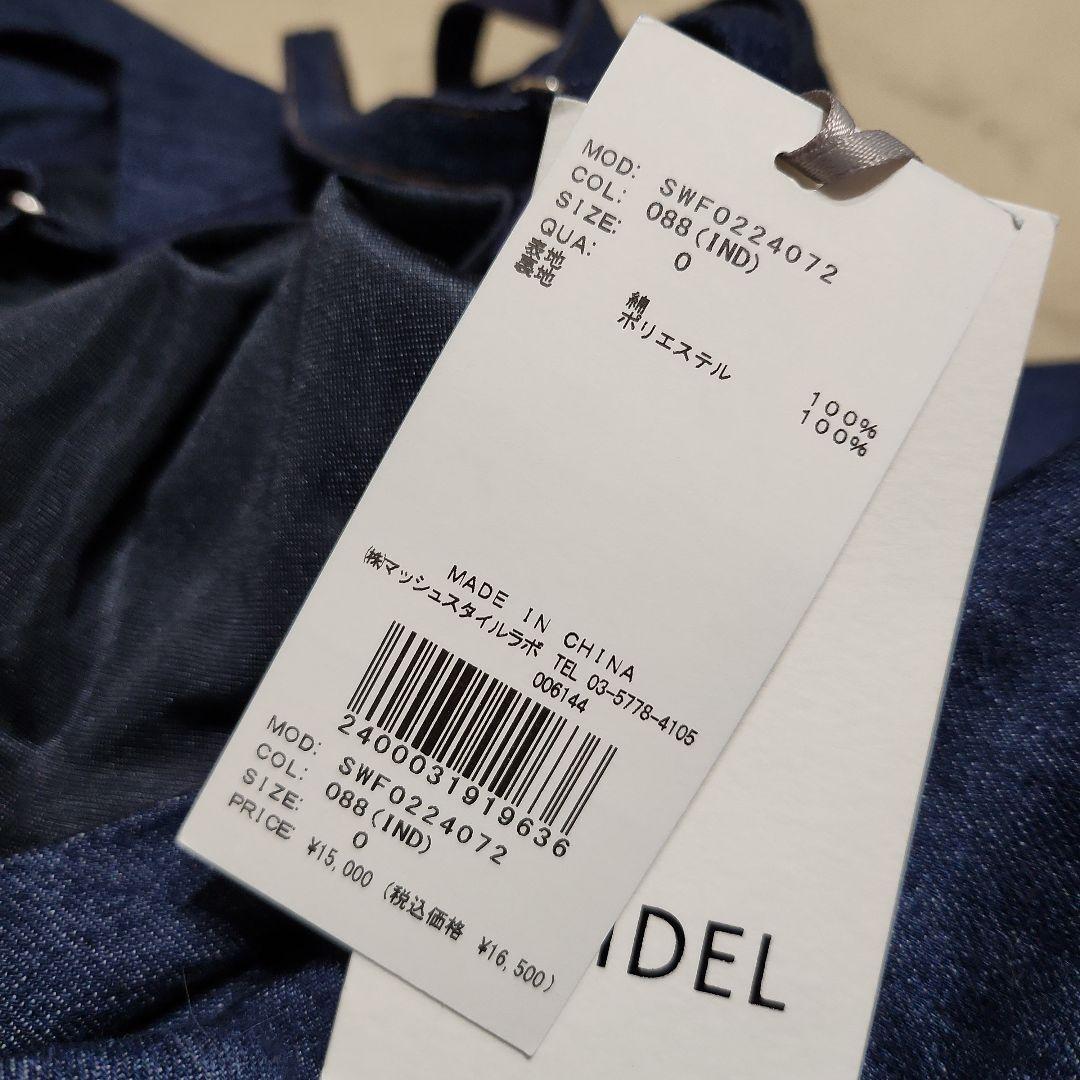 MOD: SWF0224072
COL: 088(IND)
SIZE: 0
QUA:
表地 綿 100%
裏地 ポリエステル 100%
MADE IN CHINA
(株)マッシュスタイルラボ TEL 03-5778-4105
006144
2400031919636
MOD: SWF0224072
COL: 088(IND)
SIZE: 0
PRICE ¥15,000 (税込価格 ¥16,500)
IDEL